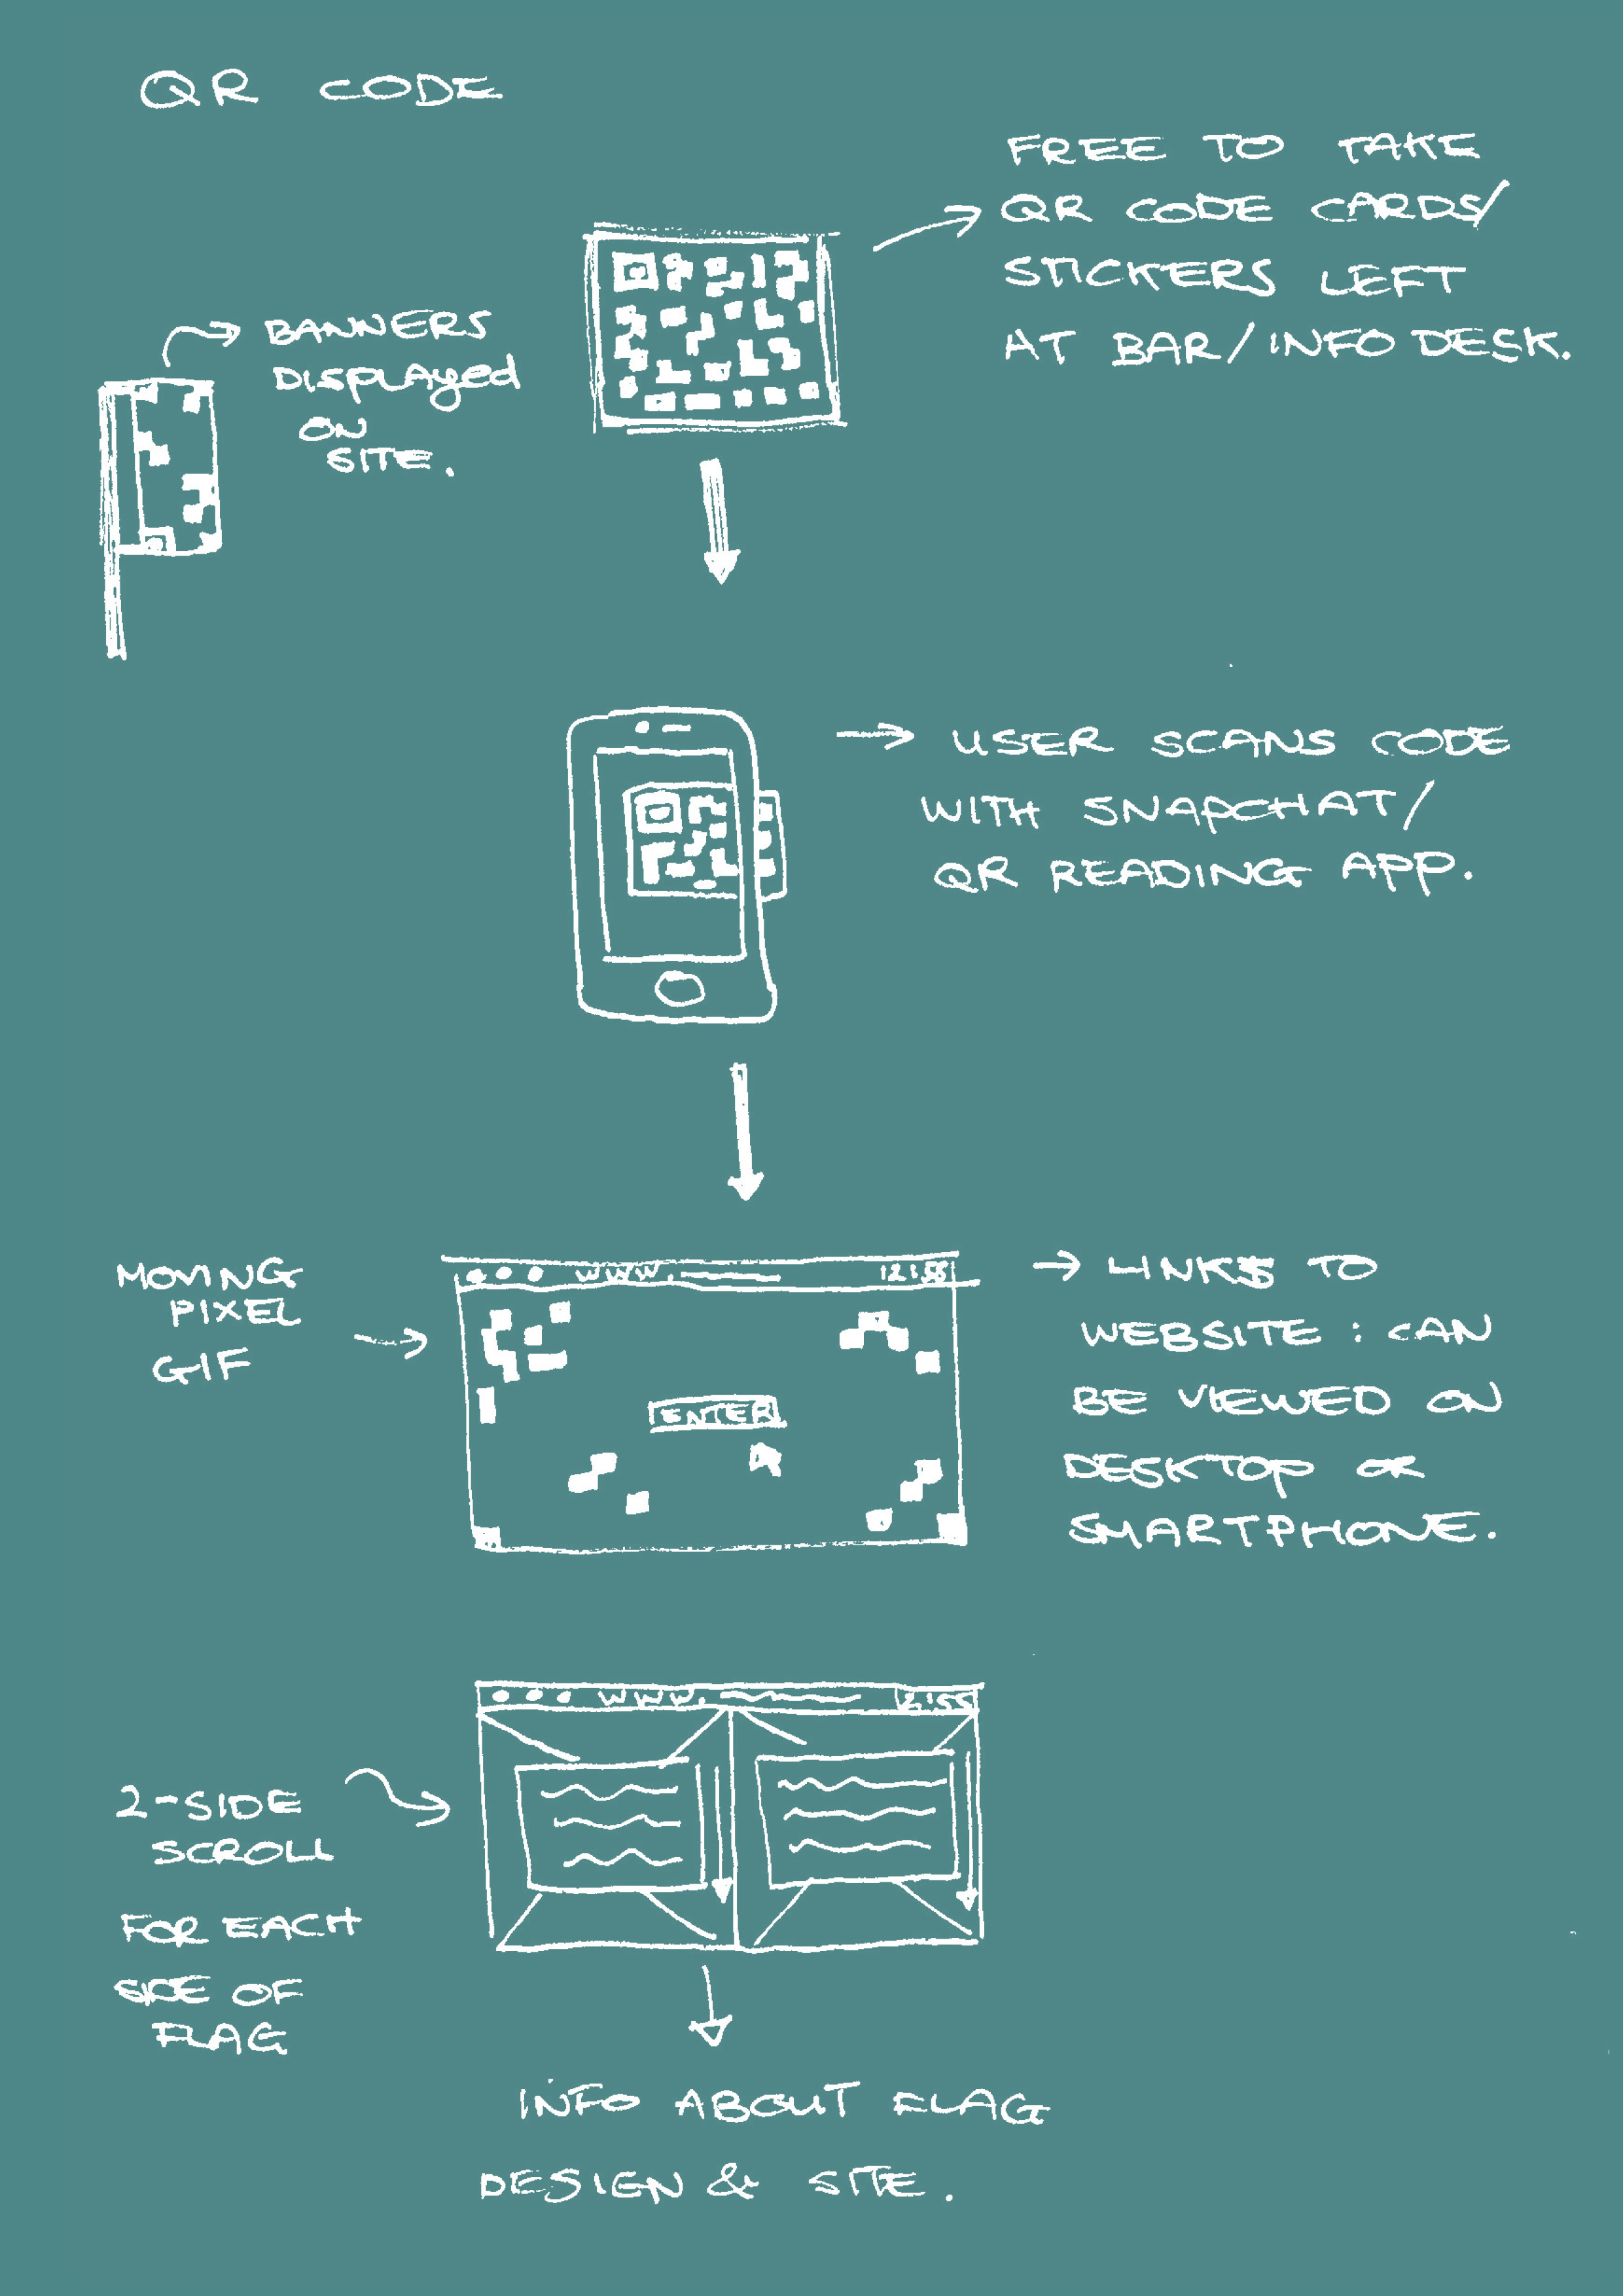 QR CODE
FREE TO TAKE
QR CODE CARDS/
STICKERS LEFT
AT BAR/INFO DESK.
BANNERS
DISPLAYED
ON
SITE.
USER SCANS CODE
WITH SNAPCHAT/
QR READING APP.
MOVING
PIXEL
GIF
WWW. 12:55
ENTER
LINKS TO
WEBSITE: CAN
BE VIEWED ON
DESKTOP OR
SMARTPHONE.
WWW. 12:55
2-SIDE
SCROLL
FOR EACH
SIDE OF
FLAG
INFO ABOUT FLAG
DESIGN & SITE.